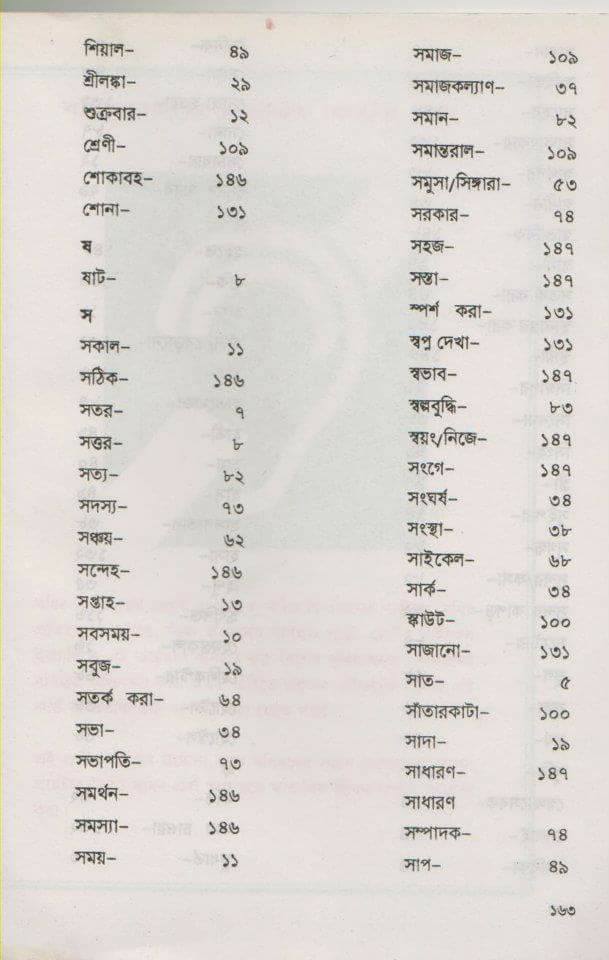 শিয়াল– ৪৯
শ্রীলঙ্কা– ২৯
শুক্রবার– ১২
শ্রেণী– ১০৯
শোকাবহ– ১৪৬
শোনা– ১৩১
ষ
ষাট– ৮
স
সকাল– ১১
সঠিক– ১৪৬
সতর– ৭
সত্তর– ৮
সত্য– ৮২
সদস্য– ৭৩
সঞ্চয়– ৬২
সন্দেহ– ১৪৬
সপ্তাহ– ১৩
সবসময়– ১০
সবুজ– ১৯
সতর্ক করা– ৬৪
সভা– ৩৪
সভাপতি– ৭৩
সমর্থন– ১৪৬
সমস্যা– ১৪৬
সময়– ১১
সমাজ– ১০৯
সমাজকল্যাণ– ৩৭
সমান– ৮২
সমান্তরাল– ১০৯
সমুসা/সিঙ্গারা– ৫৩
সরকার– ৭৪
সহজ– ১৪৭
সস্তা– ১৪৭
স্পর্শ করা– ১৩১
স্বপ্ন দেখা– ১৩১
স্বভাব– ১৪৭
স্বল্পবুদ্ধি– ৮৩
স্বয়ং/নিজে– ১৪৭
সংগে– ১৪৭
সংঘর্ষ– ৩৪
সংস্থা– ৩৮
সাইকেল– ৬৮
সার্ক– ৩৪
স্কাউট– ১০০
সাজানো– ১৩১
সাত– ৫
সাঁতারকাটা– ১০০
সাদা– ১৯
সাধারণ– ১৪৭
সাধারণ
সম্পাদক– ৭৪
সাপ– ৪৯
১৬৩